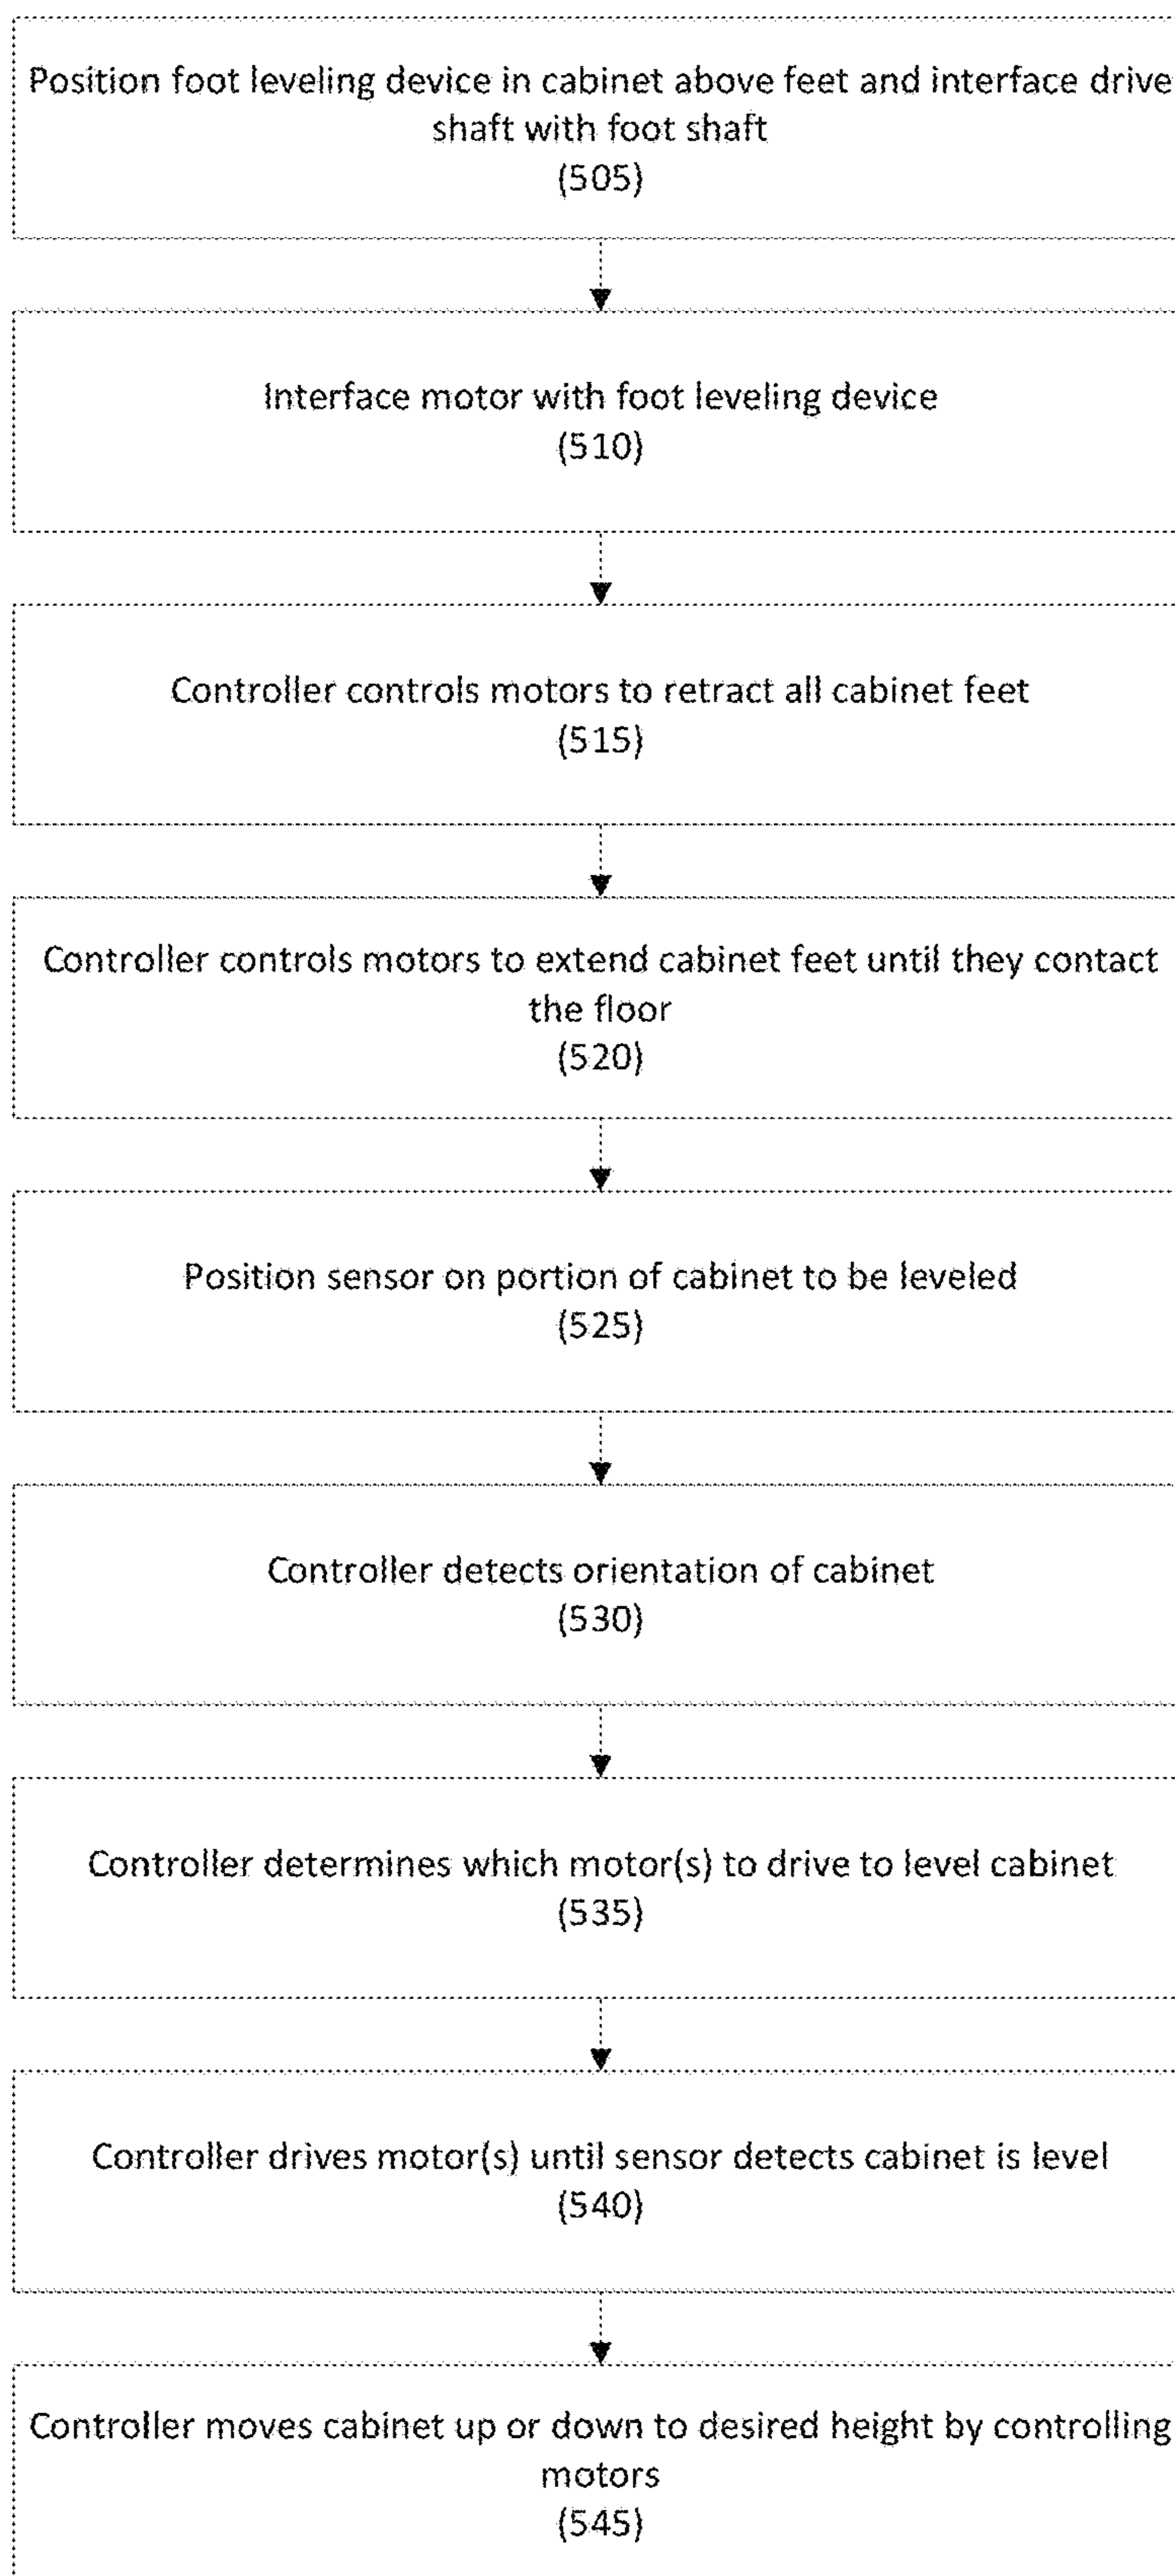 Position foot leveling device in cabinet above feet and interface drive
shaft with foot shaft
(505)
Interface motor with foot leveling device
(510)
Controller controls motors to retract all cabinet feet
(515)
Controller controls motors to extend cabinet feet until they contact
the floor
(520)
Position sensor on portion of cabinet to be leveled
(525)
Controller detects orientation of cabinet
(530)
Controller determines which motor(s) to drive to level cabinet
(535)
Controller drives motor(s) until sensor detects cabinet is level
(540)
Controller moves cabinet up or down to desired height by controlling
motors
(545)